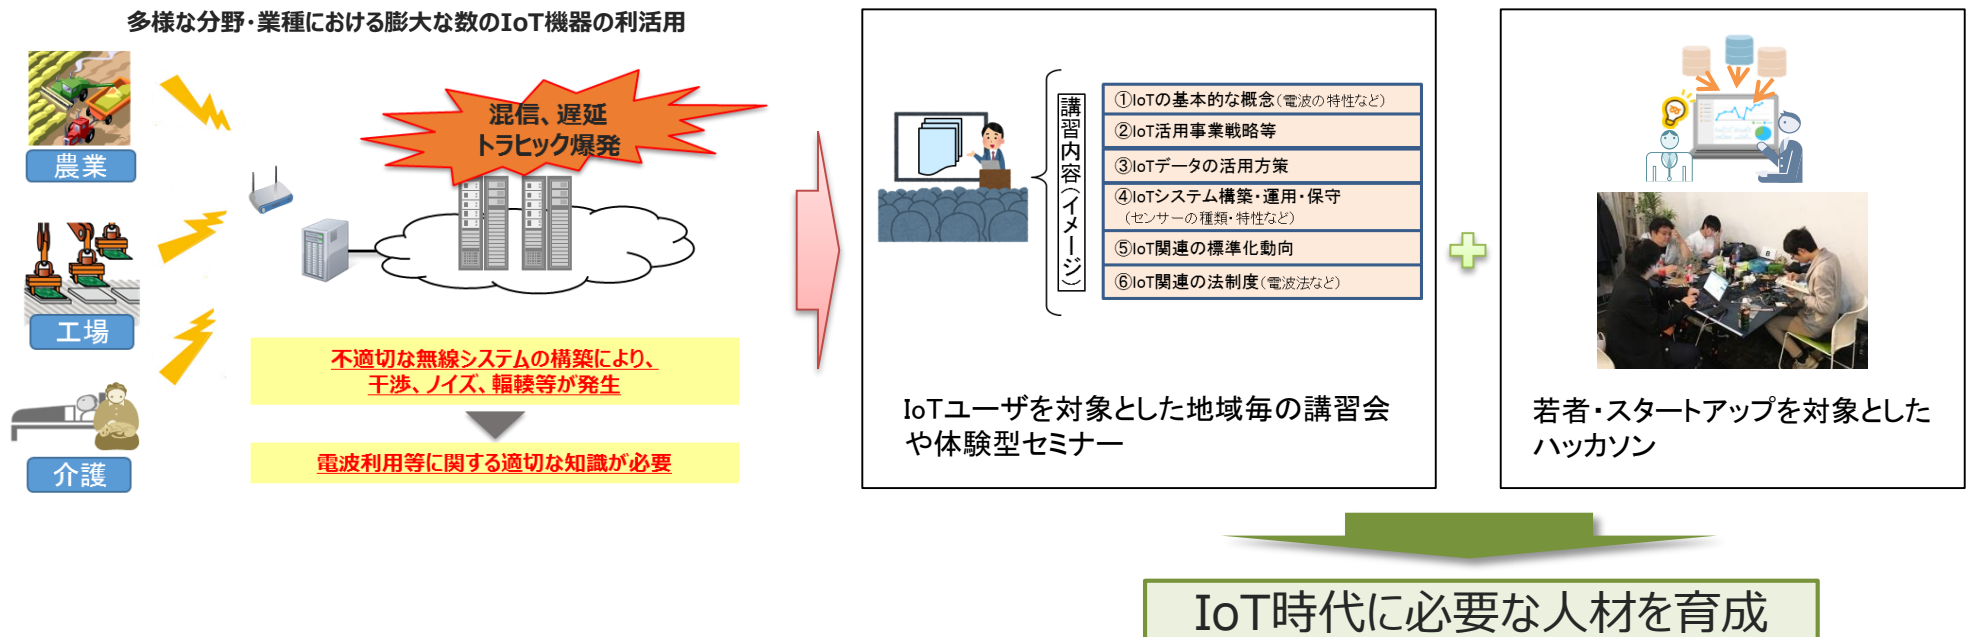 多様な分野・業種における膨大な数のIoT機器の利活用
農業
工場
介護
混信、遅延
トラヒック爆発
不適切な無線システムの構築により、
干渉、ノイズ、輻輳等が発生
電波利用等に関する適切な知識が必要
講習内容(イメージ)
①IoTの基本的な概念(電波の特性など)
②IoT活用事業戦略等
③IoTデータの活用方策
④IoTシステム構築・運用・保守
(センサーの種類・特性など)
⑤IoT関連の標準化動向
⑥IoT関連の法制度(電波法など)
IoTユーザを対象とした地域毎の講習会
や体験型セミナー
若者・スタートアップを対象とした
ハッカソン
IoT時代に必要な人材を育成